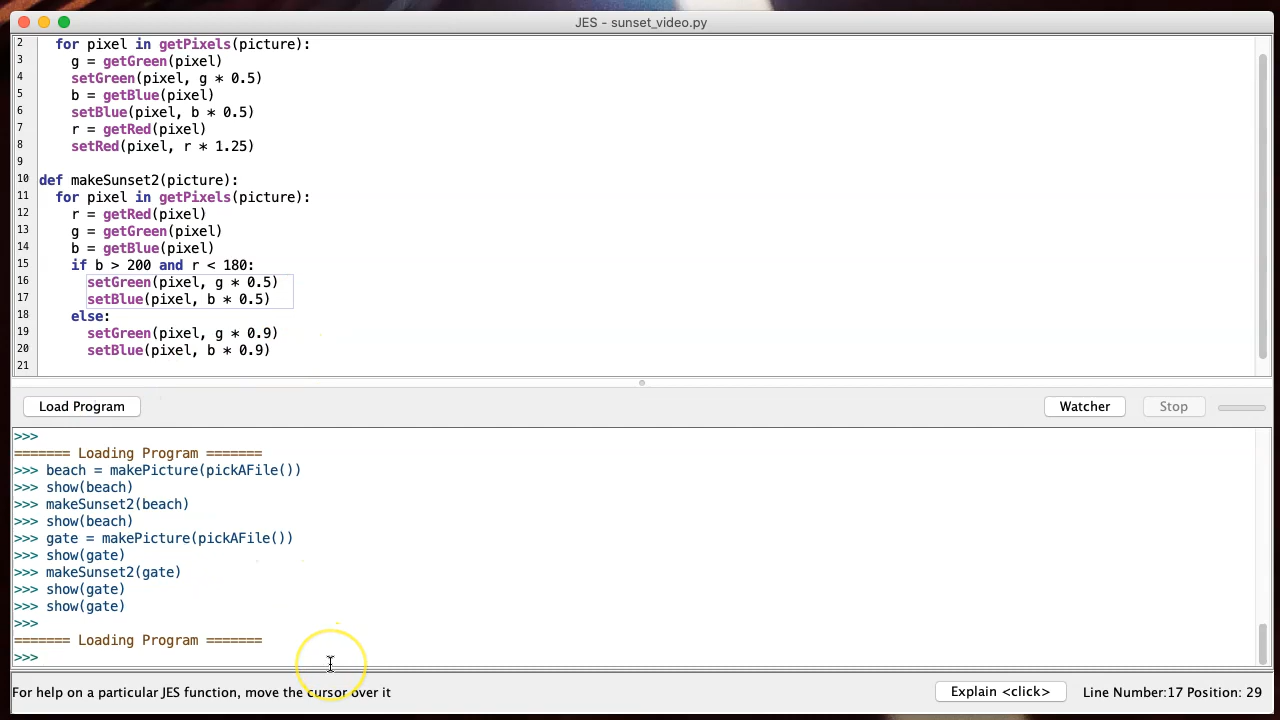 JES - sunset_video.py
2 for pixel in getPixels(picture):
3 g = getGreen(pixel)
4 setGreen(pixel, g * 0.5)
5 b = getBlue(pixel)
6 setBlue(pixel, b * 0.5)
7 r = getRed(pixel)
8 setRed(pixel, r * 1.25)
9
10 def makeSunset2(picture):
11 for pixel in getPixels(picture):
12 r = getRed(pixel)
13 g = getGreen(pixel)
14 b = getBlue(pixel)
15 if b > 200 and r < 180:
16 setGreen(pixel, g * 0.5)
17 setBlue(pixel, b * 0.5)
18 else:
19 setGreen(pixel, g * 0.9)
20 setBlue(pixel, b * 0.9)
21
Load Program Watcher Stop
>>>
======= Loading Program =======
>>> beach = makePicture(pickAFile())
>>> show(beach)
>>> makeSunset2(beach)
>>> show(beach)
>>> gate = makePicture(pickAFile())
>>> show(gate)
>>> makeSunset2(gate)
>>> show(gate)
>>> show(gate)
>>>
======= Loading Program =======
>>>
For help on a particular JES function, move the cursor over it Explain <click> Line Number:17 Position: 29